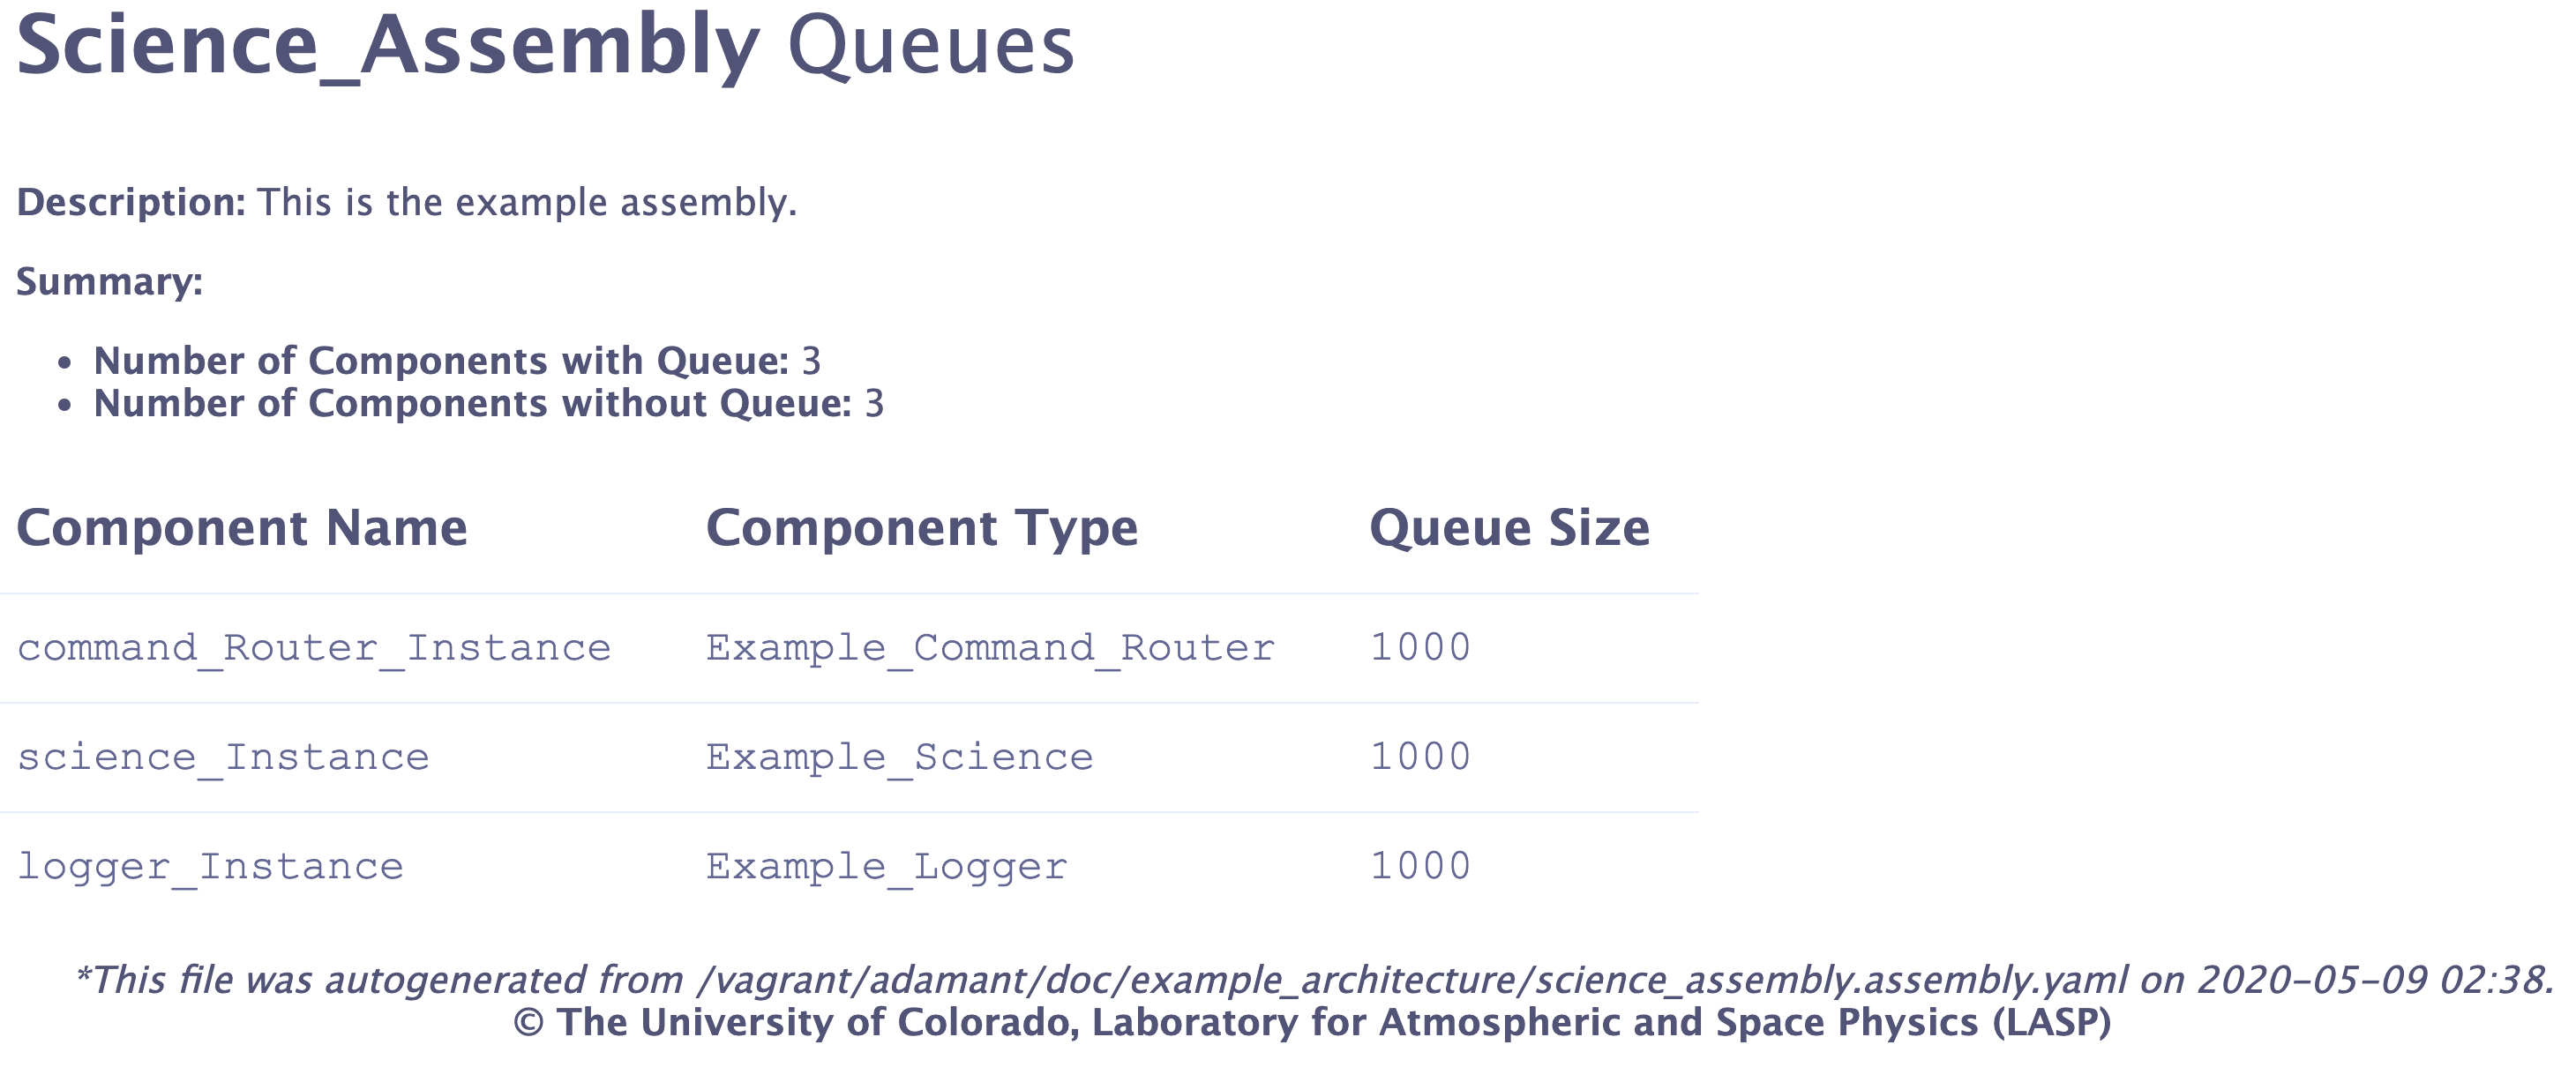 Science_Assembly Queues
Description: This is the example assembly.
Summary:
• Number of Components with Queue: 3
• Number of Components without Queue: 3
Component Name Component Type Queue Size
command_Router_Instance Example_Command_Router 1000
science_Instance Example_Science 1000
logger_Instance Example_Logger 1000
*This file was autogenerated from /vagrant/adamant/doc/example_architecture/science_assembly.assembly.yaml on 2020-05-09 02:38.
© The University of Colorado, Laboratory for Atmospheric and Space Physics (LASP)